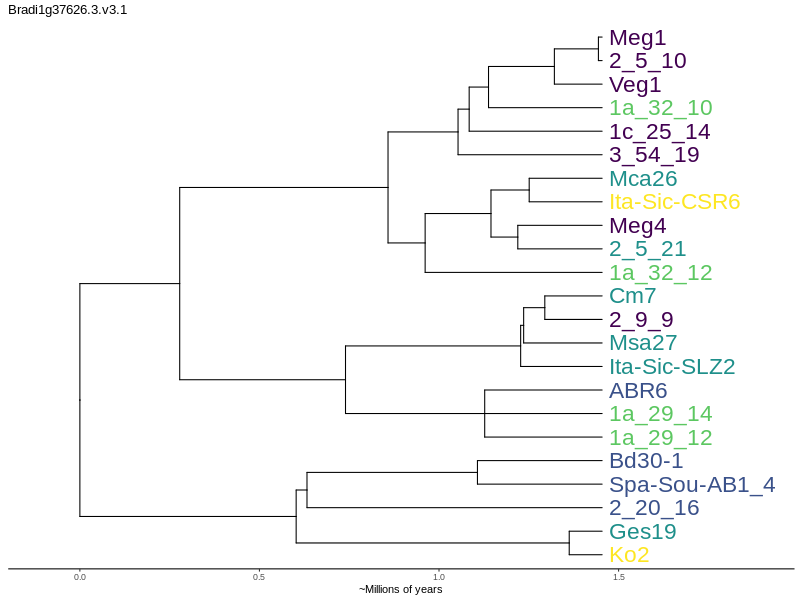 Bradi1g37626.3.v3.1
Meg1
2_5_10
Veg1
1a_32_10
1c_25_14
3_54_19
Mca26
Ita-Sic-CSR6
Meg4
2_5_21
1a_32_12
Cm7
2_9_9
Msa27
Ita-Sic-SLZ2
ABR6
1a_29_14
1a_29_12
Bd30-1
Spa-Sou-AB1_4
2_20_16
Ges19
Ko2
0.0 0.5 1.0 1.5
~Millions of years